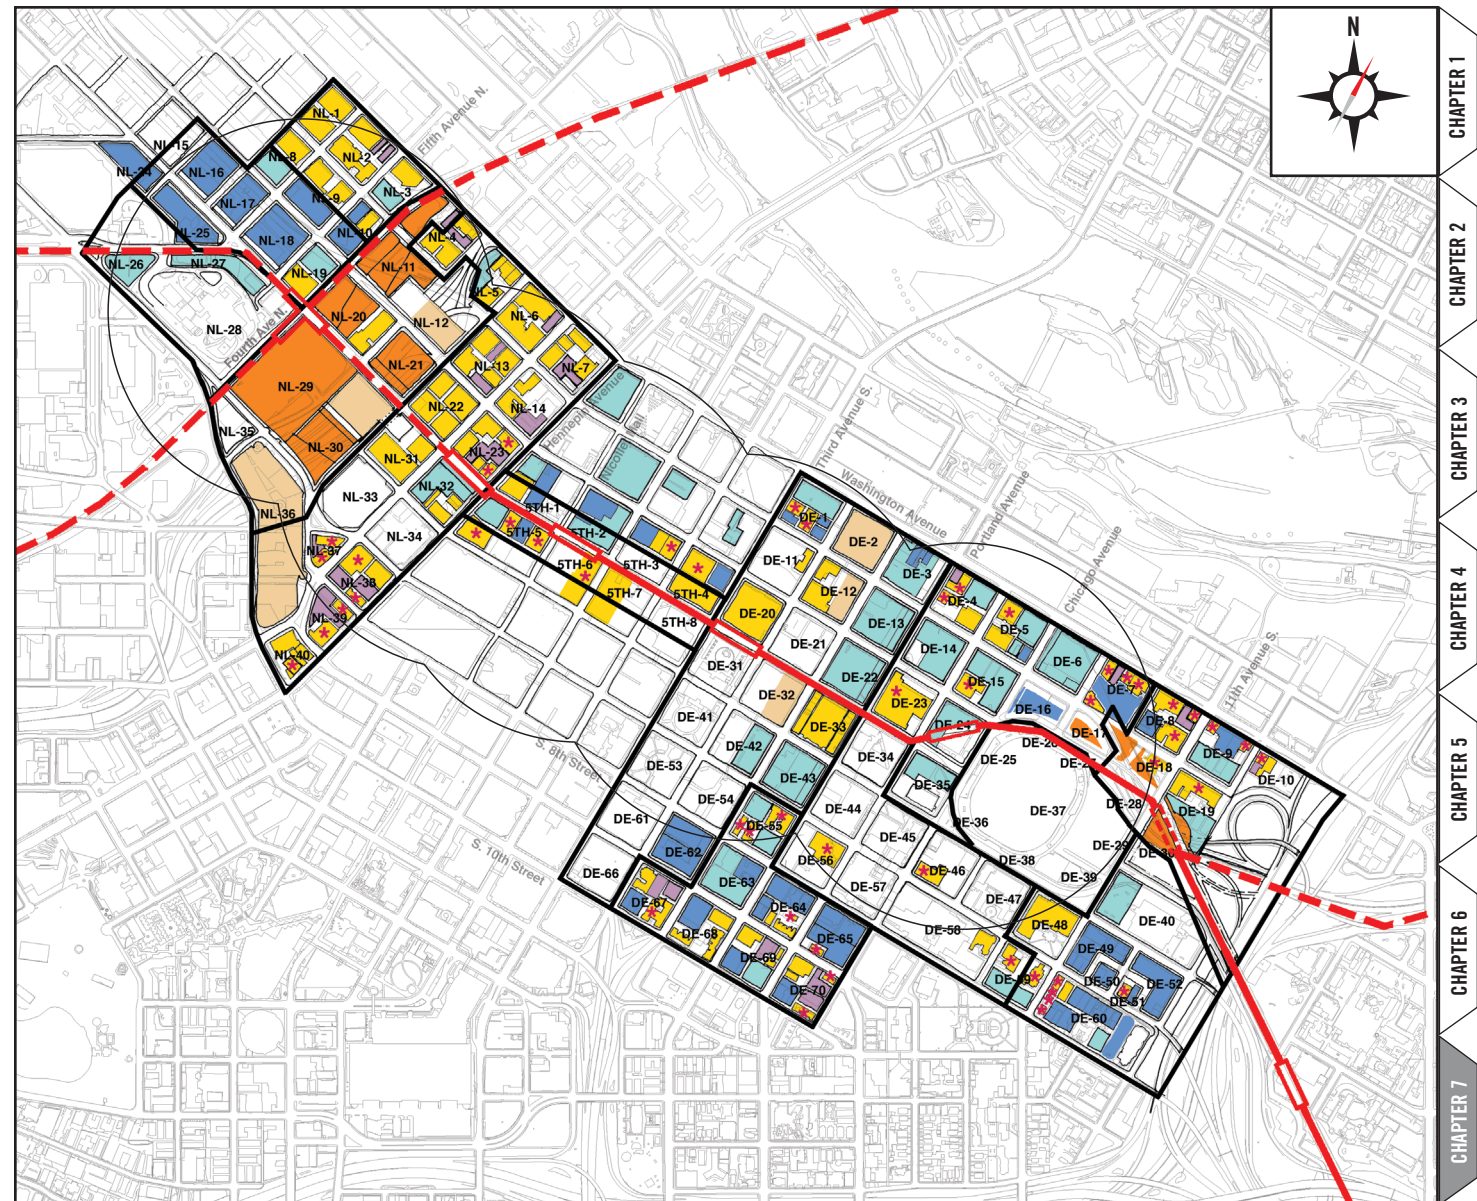 N
CHAPTER 1
CHAPTER 2
CHAPTER 3
CHAPTER 4
CHAPTER 5
CHAPTER 6
CHAPTER 7
Fifth Avenue N.
Fourth Ave N.
Hennepin Avenue
Nicollet Mall
Third Avenue S.
Washington Avenue
Portland Avenue
Chicago Avenue
11th Avenue S.
S. 8th Street
S. 10th Street
NL-1
NL-2
NL-3
NL-4
NL-5
NL-6
NL-7
NL-8
NL-9
NL-10
NL-11
NL-12
NL-13
NL-14
NL-15
NL-16
NL-17
NL-18
NL-19
NL-20
NL-21
NL-22
NL-23
NL-24
NL-25
NL-26
NL-27
NL-28
NL-29
NL-30
NL-31
NL-32
NL-33
NL-34
NL-35
NL-36
NL-37
NL-38
NL-39
NL-40
5TH-1
5TH-2
5TH-3
5TH-4
5TH-5
5TH-6
5TH-7
5TH-8
DE-1
DE-2
DE-3
DE-4
DE-5
DE-6
DE-7
DE-8
DE-9
DE-10
DE-11
DE-12
DE-13
DE-14
DE-15
DE-16
DE-17
DE-18
DE-19
DE-20
DE-21
DE-22
DE-23
DE-24
DE-25
DE-26
DE-27
DE-28
DE-29
DE-30
DE-31
DE-32
DE-33
DE-34
DE-35
DE-36
DE-37
DE-38
DE-39
DE-40
DE-41
DE-42
DE-43
DE-44
DE-45
DE-46
DE-47
DE-48
DE-49
DE-50
DE-51
DE-52
DE-53
DE-54
DE-55
DE-56
DE-57
DE-58
DE-59
DE-60
DE-61
DE-62
DE-63
DE-64
DE-65
DE-66
DE-67
DE-68
DE-69
DE-70